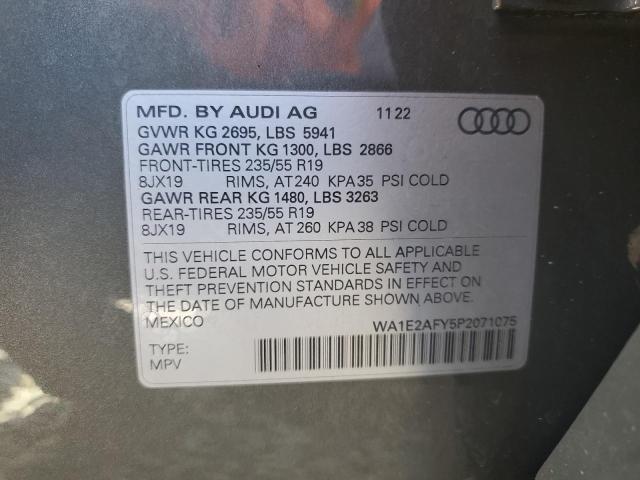 MFD. BY AUDI AG 11 22
GVWR KG 2695, LBS 5941
GAWR FRONT KG 1300, LBS 2866
FRONT-TIRES 235/55 R19
8JX19 RIMS, AT 240 KPA 35 PSI COLD
GAWR REAR KG 1480, LBS 3263
REAR-TIRES 235/55 R19
8JX19 RIMS, AT 260 KPA 38 PSI COLD
THIS VEHICLE CONFORMS TO ALL APPLICABLE
U.S. FEDERAL MOTOR VEHICLE SAFETY AND
THEFT PREVENTION STANDARDS IN EFFECT ON
THE DATE OF MANUFACTURE SHOWN ABOVE.
MEXICO
WA1E2AFY5P2071075
TYPE:
MPV